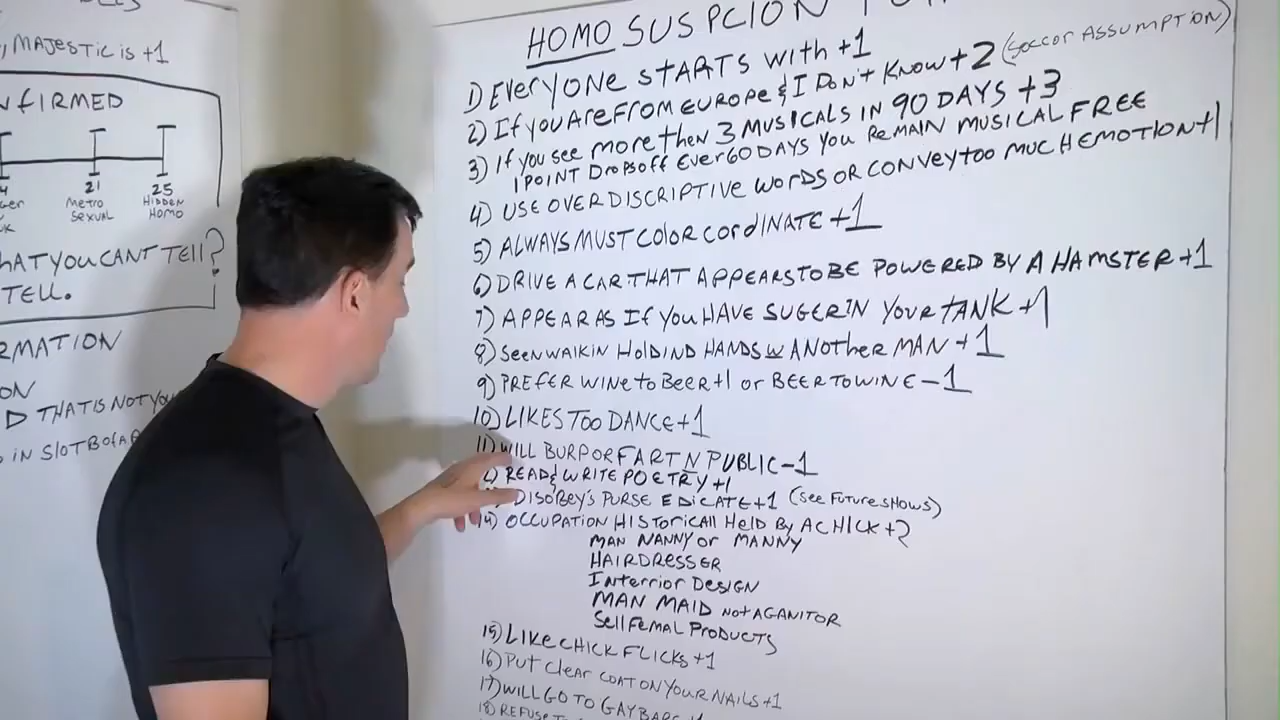 , MAJESTIC is +1
NFIRMED
21 25
Metro Hidden
SEXUAL Homo
HAT YOU CANT TELL?
TELL.
RMATION
ON
D THAT IS NOT YOU
IN SLOT B of A
HOMO SUSPCION
1) EVERYONE STARTS WITH +1
2) If you ARE FROM EUROPE & I DON'T KNOW +2 (SOCCOR ASSUMPTION)
3) If you see more then 3 MUSICALS IN 90 DAYS +3
1 POINT DROPS OFF EVER 60 DAYS YOU REMAIN MUSICAL FREE
4) USE OVER DISCRIPTIVE WORDS OR CONVEY TOO MUCH EMOTION +1
5) ALWAYS MUST COLOR CORDINATE +1
6) DRIVE A CAR THAT APPEARS TO BE POWERED BY A HAMSTER +1
7) APPEAR AS If YOU HAVE SUGER IN YOUR TANK +1
8) SEEN WALKIN HOLDIND HANDS W ANOTHER MAN +1
9) PREFER WINE to BEER +1 or BEER TO WINE -1
10) LIKES TOO DANCE +1
11) WILL BURP OR FART N PUBLIC -1
READ & WRITE POETRY +1
DISOBEY'S PURSE EDICATE +1 (SEE FUTURE SHOWS)
14) OCCUPATION HISTORICALL HELD BY A CHICK +2
MAN NANNY or MANNY
HAIRDRESSER
INTERRIOR DESIGN
MAN MAID not A GANITOR
Sell FEMAL PRODUCTS
15) LIKE CHICK FLICKS +1
16) PUT CLEAR COAT ON YOUR NAILS +1
17) WILL GO TO GAY BARS
18) REFUSE